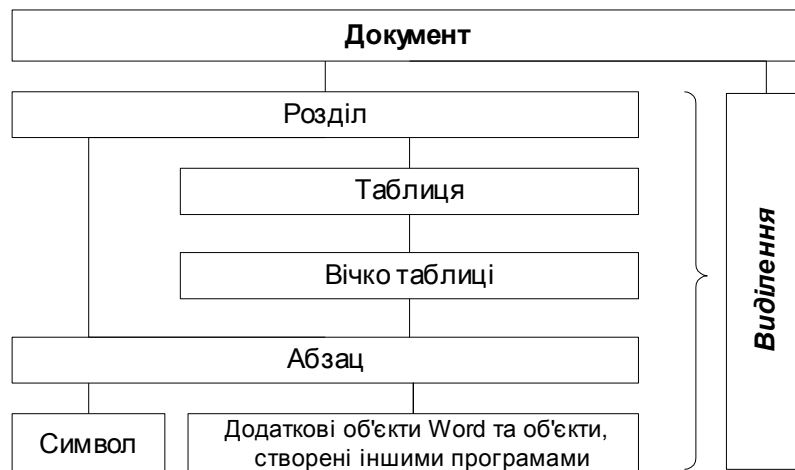 Документ
Розділ
Таблиця
Вічко таблиці
Абзац
Символ
Додаткові об'єкти Word та об'єкти,
створені іншими програмами
Виділення